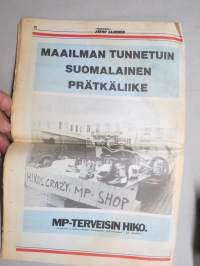 MAAILMAN TUNNETUIN
SUOMALAINEN
PRÄTKÄLIIKE
HIKO'S CRAZY MP-SHOP
MP-TERVEISIN HIKO.